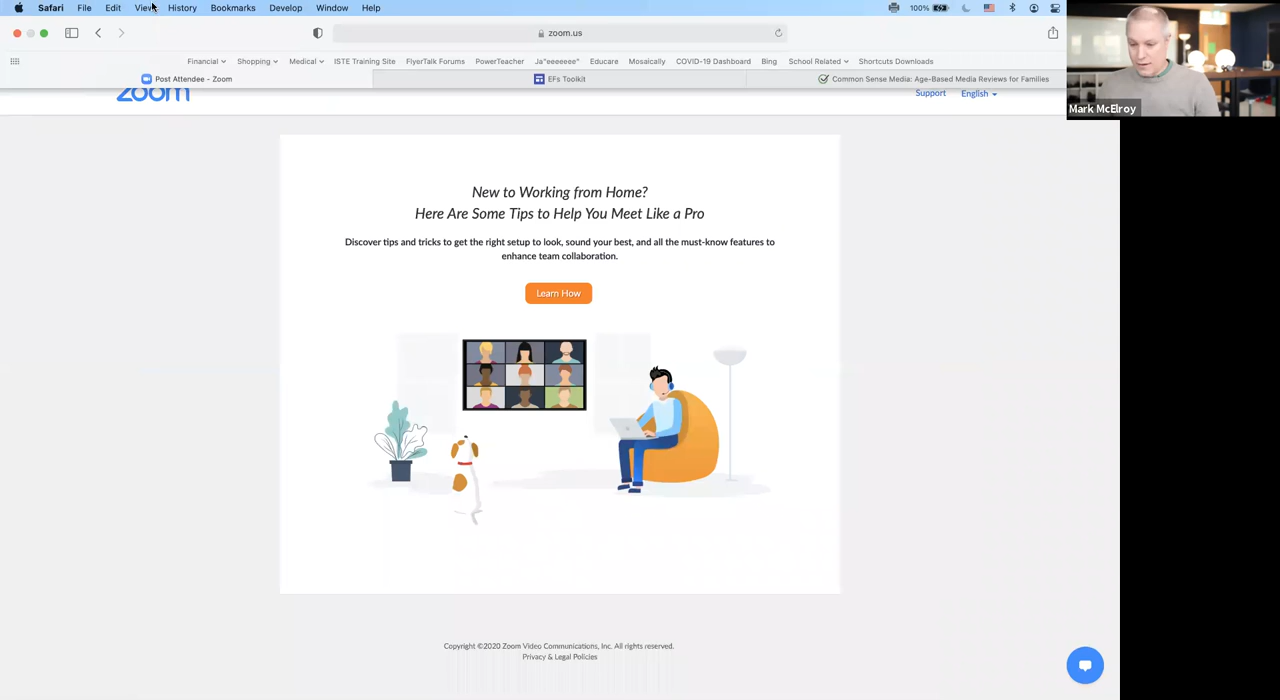 Safari File Edit View History Bookmarks Develop Window Help 100%
zoom.us
Financial Shopping Medical ISTE Training Site FlyerTalk Forums PowerTeacher Ja"eeeeeee" Educare Mosaically COVID-19 Dashboard Bing School Related Shortcuts Downloads
Post Attendee - Zoom EFs Toolkit Common Sense Media: Age-Based Media Reviews for Families
zoom Support English
Mark McElroy
New to Working from Home?
Here Are Some Tips to Help You Meet Like a Pro
Discover tips and tricks to get the right setup to look, sound your best, and all the must-know features to
enhance team collaboration.
Learn How
Copyright ©2020 Zoom Video Communications, Inc. All rights reserved.
Privacy & Legal Policies